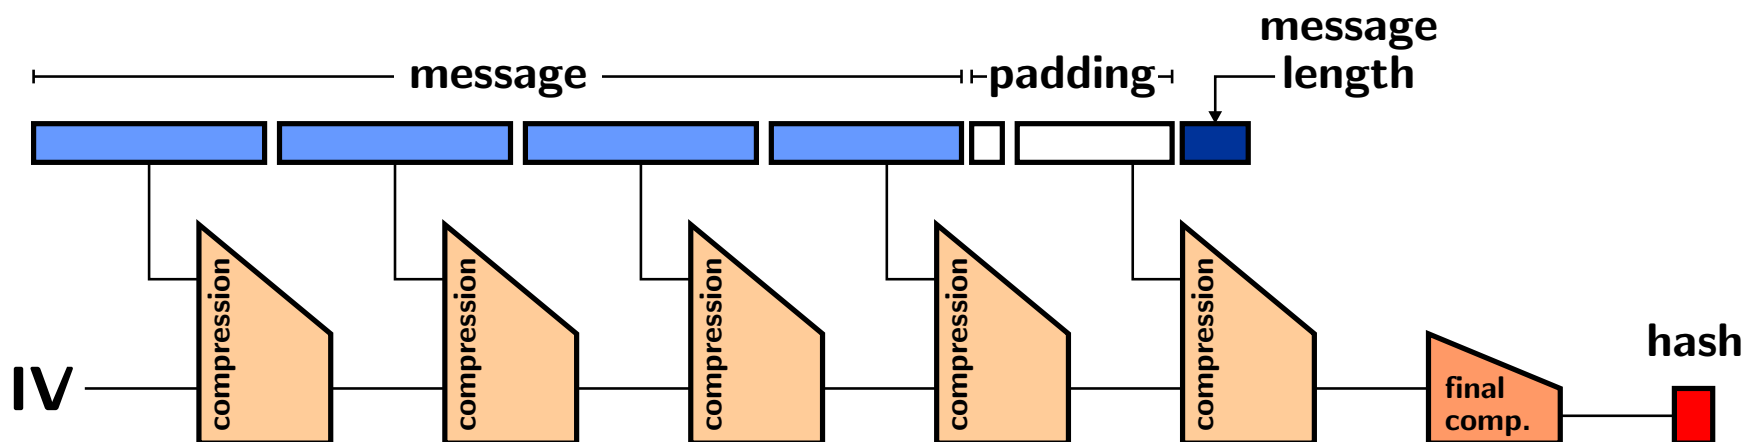 message
padding
message
length
compression
compression
compression
compression
compression
IV
final
comp.
hash